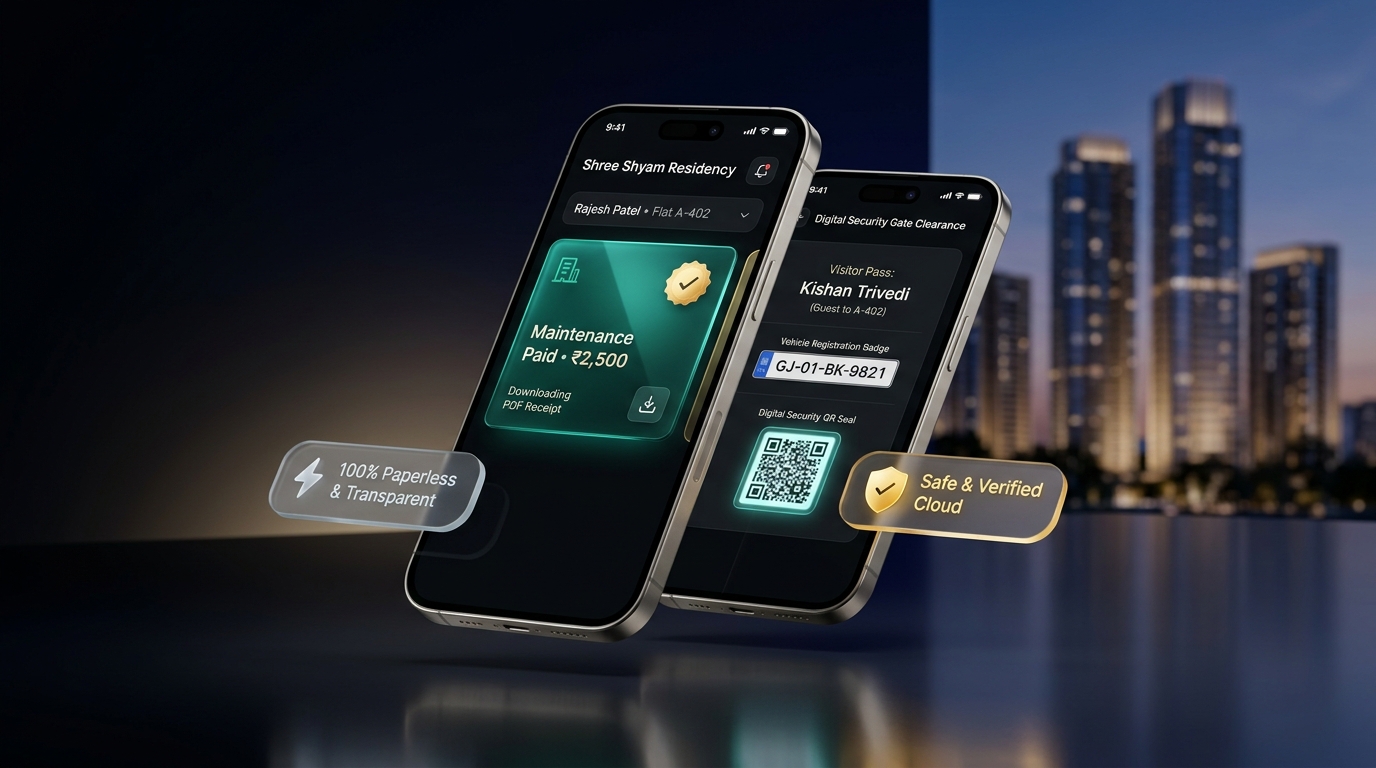 9:41
Shree Shyam Residency
Rajesh Patel • Flat A-402
Maintenance
Paid • ₹2,500
Downloading
PDF Receipt
100% Paperless
& Transparent
9:41
Digital Security Gate Clearance
Visitor Pass:
Kishan Trivedi
(Guest to A-402)
Vehicle Registration Badge
GJ-01-BK-9821
Digital Security QR Seal
Safe & Verified
Cloud